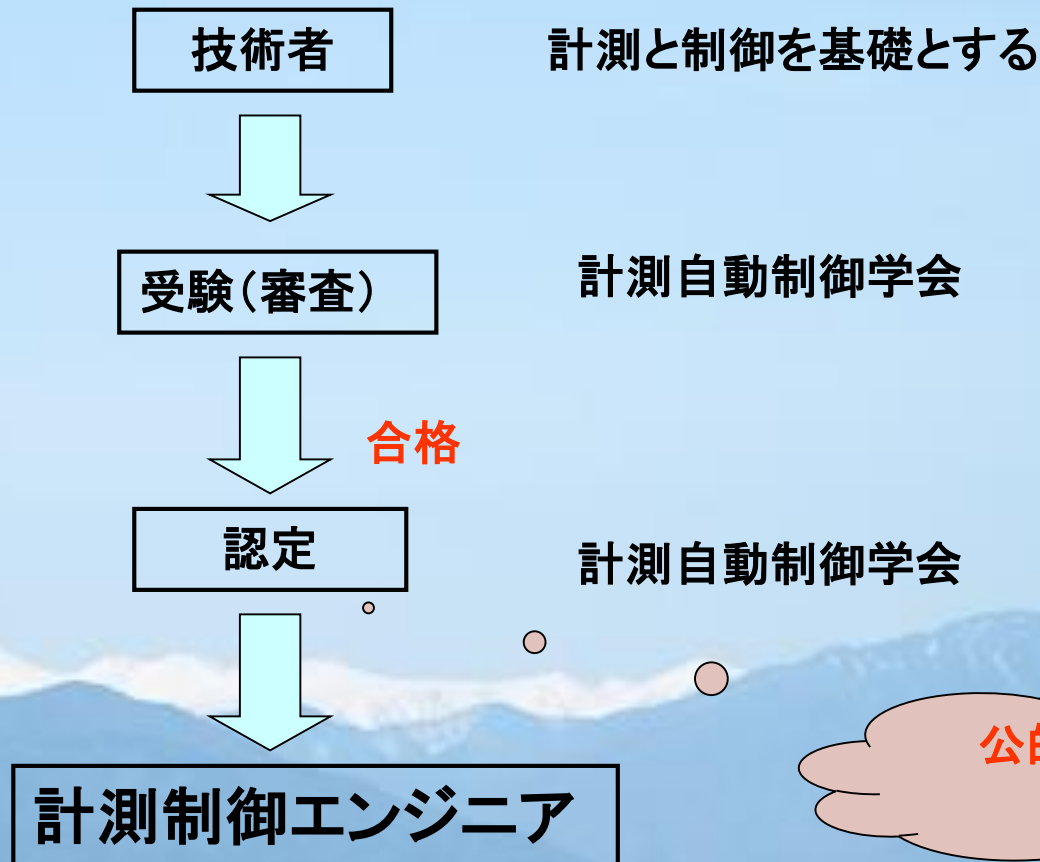 技術者
計測と制御を基礎とする
受験（審査）
計測自動制御学会
合格
認定
計測自動制御学会
公的
計測制御エンジニア